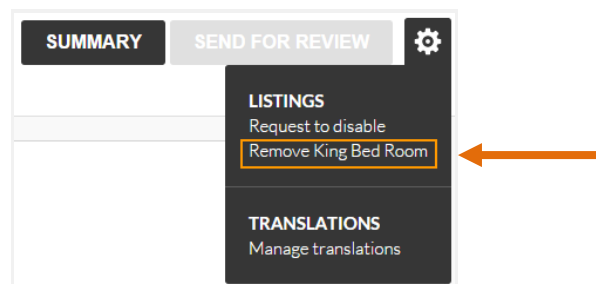 SUMMARY SEND FOR REVIEW
LISTINGS
Request to disable
Remove King Bed Room
TRANSLATIONS
Manage translations